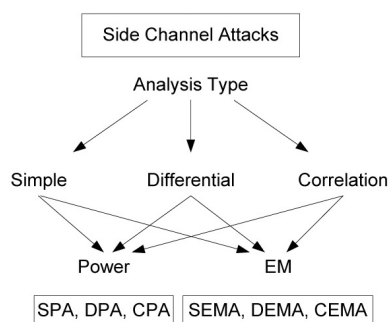 Side Channel Attacks
Analysis Type
Simple Differential Correlation
Power EM
SPA, DPA, CPA SEMA, DEMA, CEMA